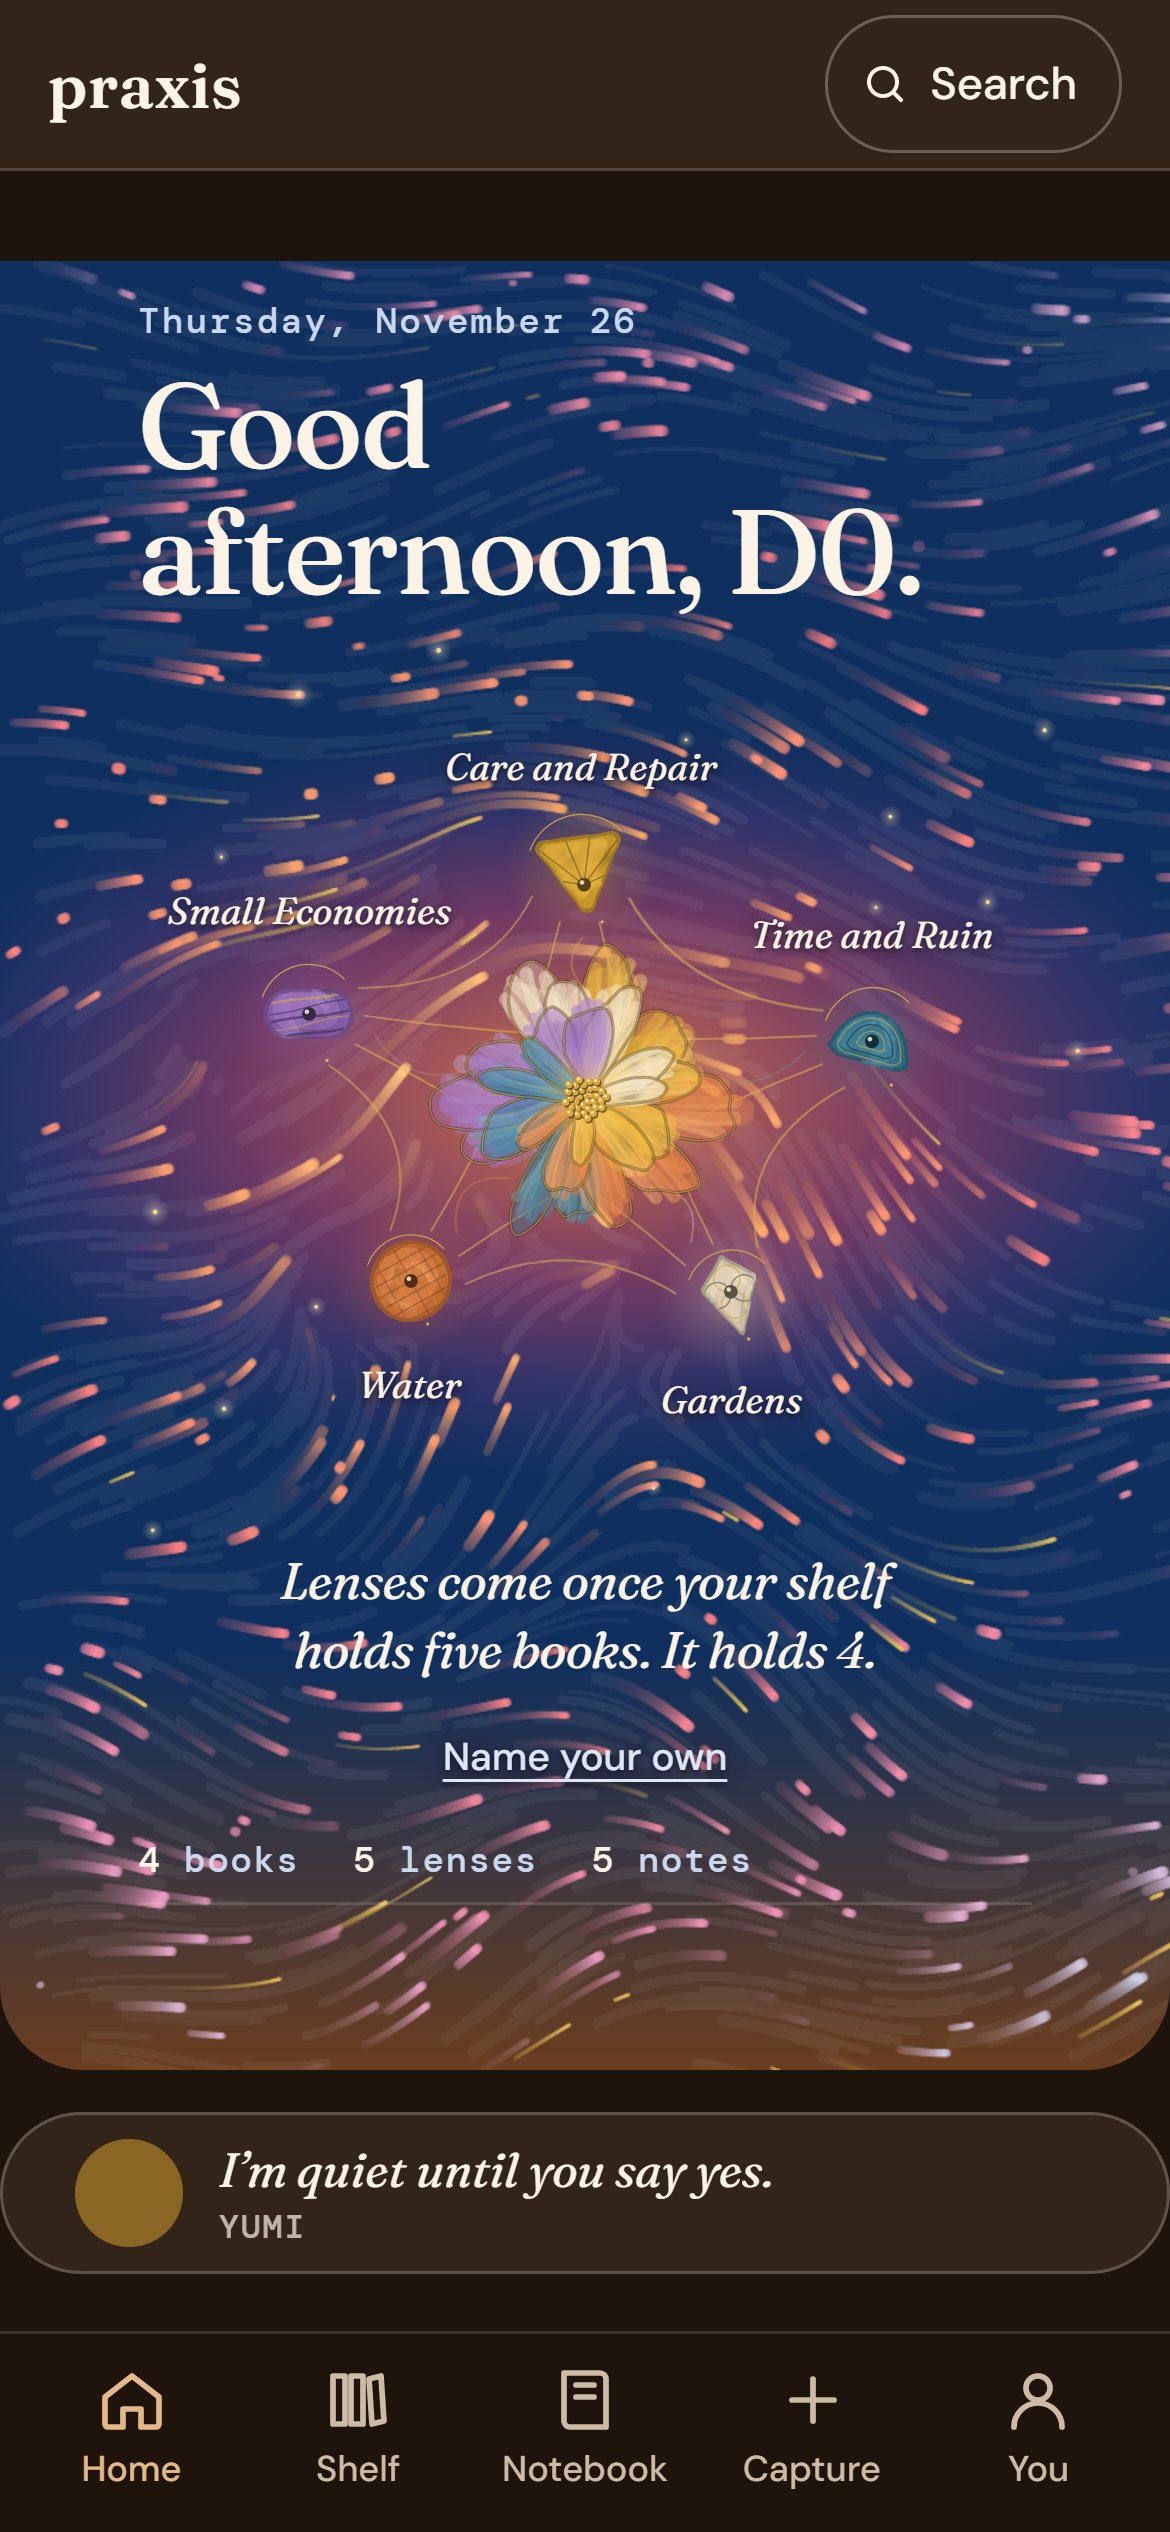 praxis
Search
Thursday, November 26
Good
afternoon, D0.
Care and Repair
Small Economies
Time and Ruin
Water
Gardens
Lenses come once your shelf
holds five books. It holds 4.
Name your own
4 books 5 lenses 5 notes
I’m quiet until you say yes.
YUMI
Home Shelf Notebook Capture You